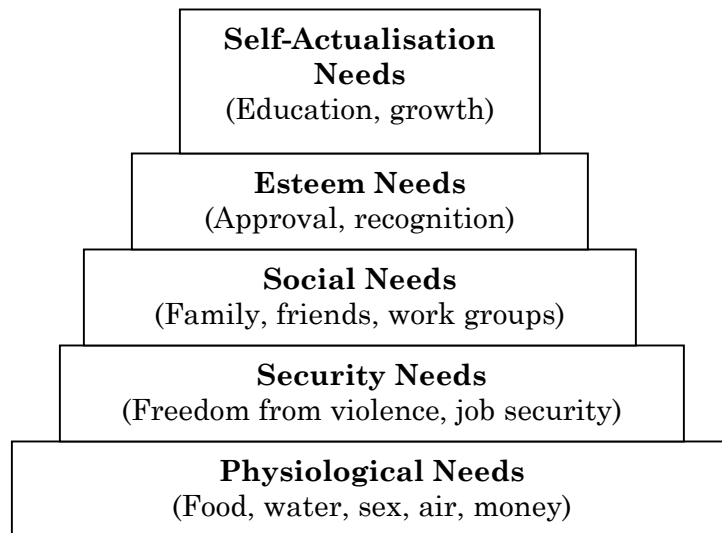 Self-Actualisation
Needs
(Education, growth)
Esteem Needs
(Approval, recognition)
Social Needs
(Family, friends, work groups)
Security Needs
(Freedom from violence, job security)
Physiological Needs
(Food, water, sex, air, money)